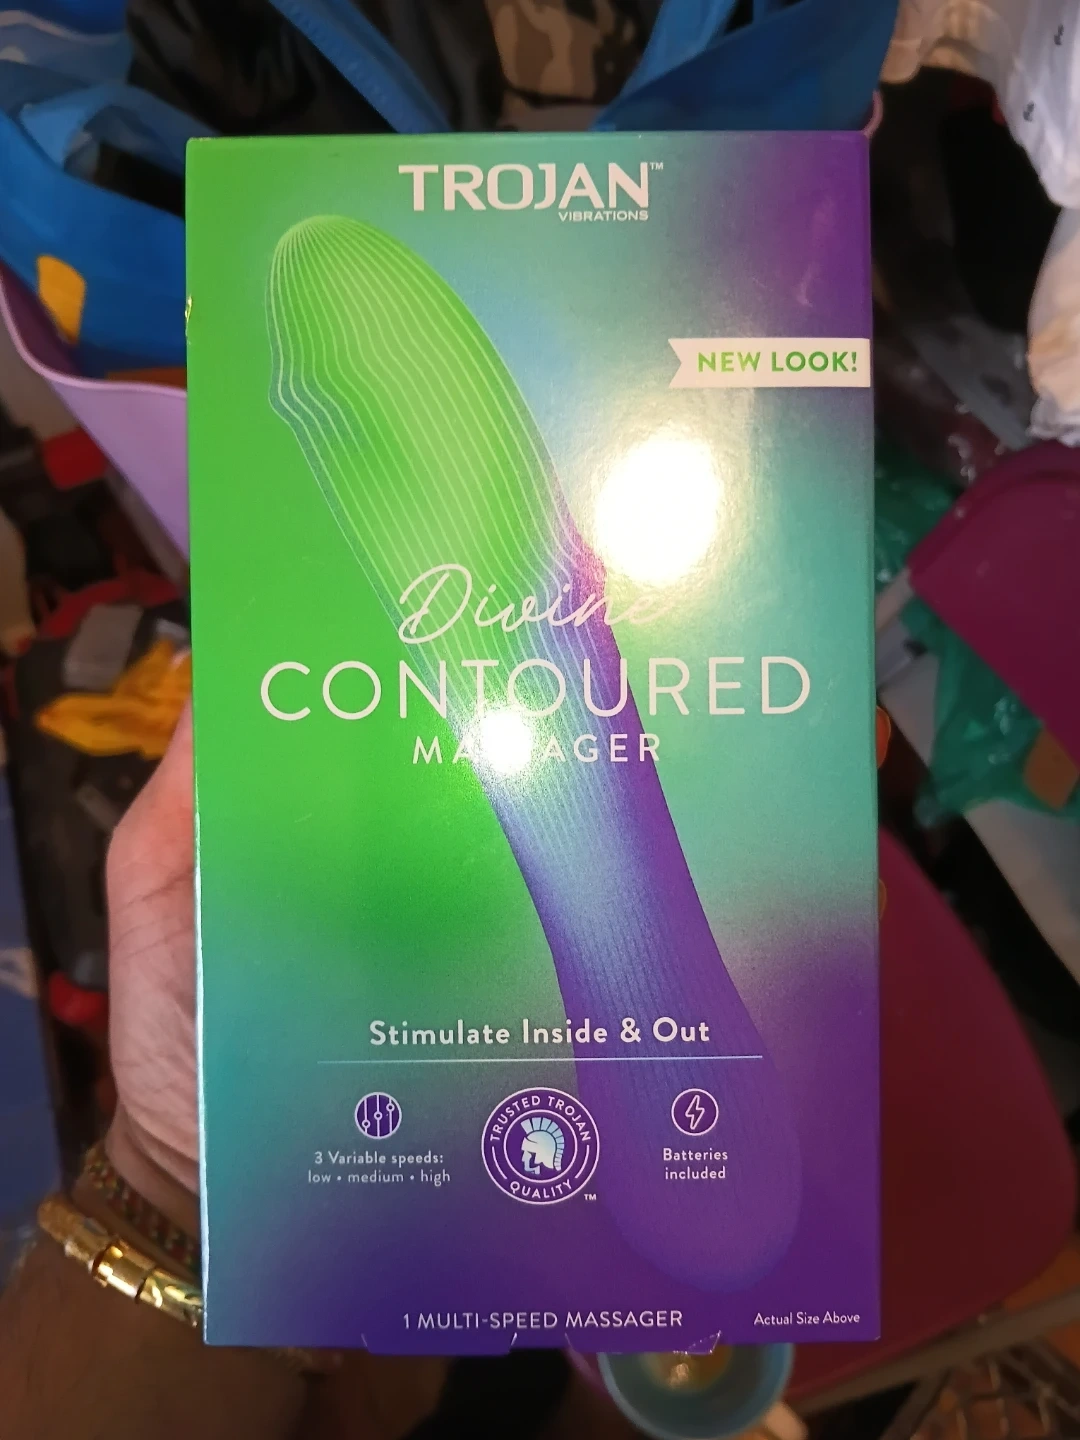 TROJAN™
VIBRATIONS
NEW LOOK!
Divine
CONTOURED
MASSAGER
Stimulate Inside & Out
3 Variable speeds:
low • medium • high
TRUSTED TROJAN
QUALITY™
Batteries
included
1 MULTI-SPEED MASSAGER
Actual Size Above